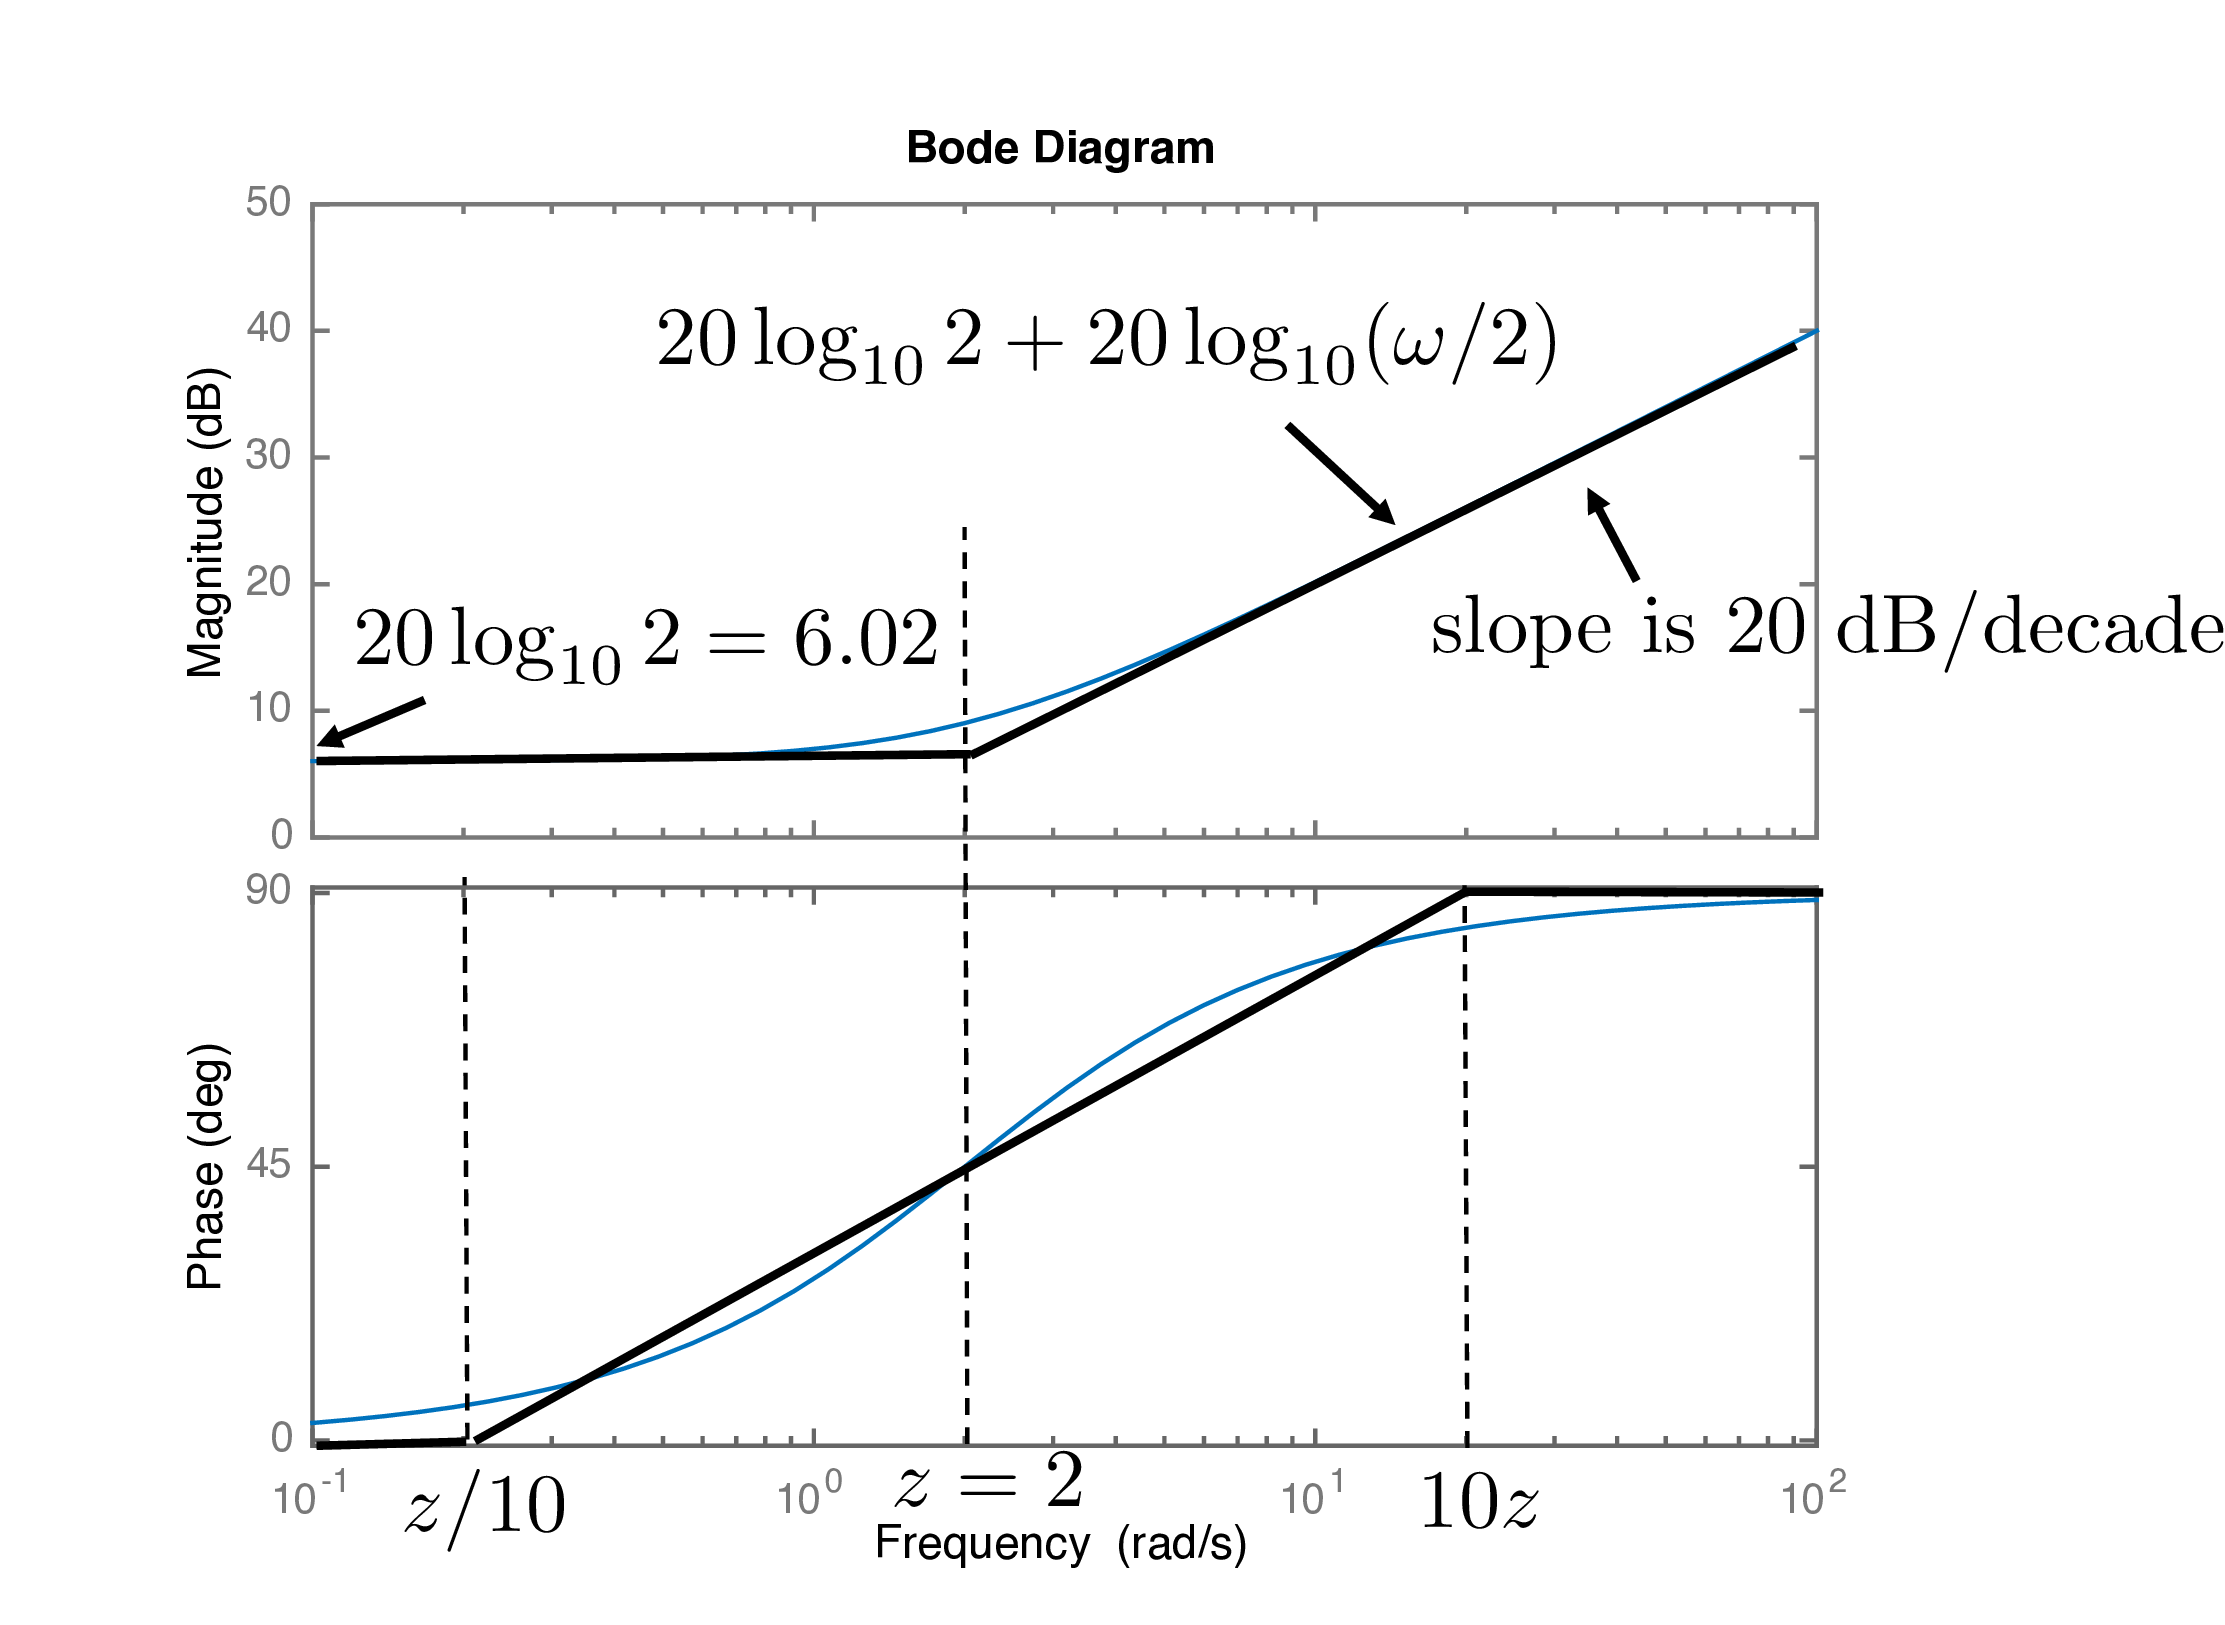 Bode Diagram
50
40
30
20
10
0
Magnitude (dB)
20 log₁₀ 2 + 20 log₁₀(ω/2)
20 log₁₀ 2 = 6.02
slope is 20 dB/decade
90
45
0
Phase (deg)
10⁻¹ z/10 10⁰ z = 2 10¹ 10z 10²
Frequency (rad/s)